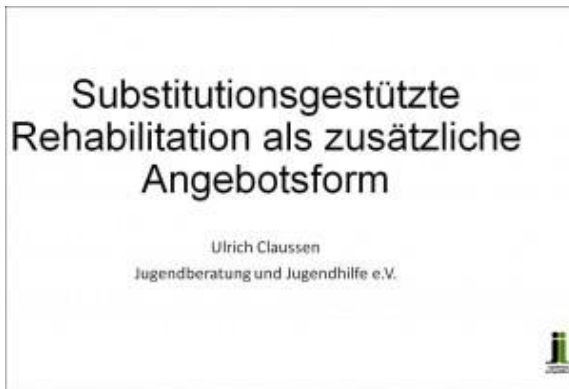 Substitutionsgestützte
Rehabilitation als zusätzliche
Angebotsform
Ulrich Claussen
Jugendberatung und Jugendhilfe e.V.